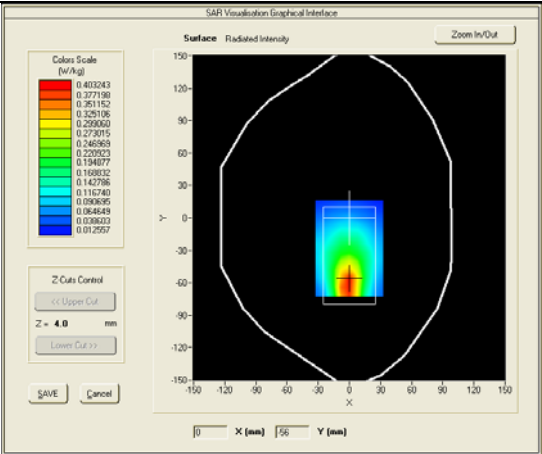 SAR Visualisation Graphical Interface
Surface Radiated Intensity
Zoom In/Out
Colors Scale
(W/kg)
0.403243
0.377198
0.351152
0.325106
0.299060
0.273015
0.246969
0.220923
0.194877
0.168832
0.142786
0.116740
0.090695
0.064649
0.038603
0.012557
Z-Cuts Control
<< Upper Cut
Z = 4.0 mm
Lower Cut >>
SAVE Cancel
150
120
90
60
30
0
-30
-60
-90
-120
-150
Y
-150 -120 -90 -60 -30 0 30 60 90 120 150
X
0 X (mm) -56 Y (mm)